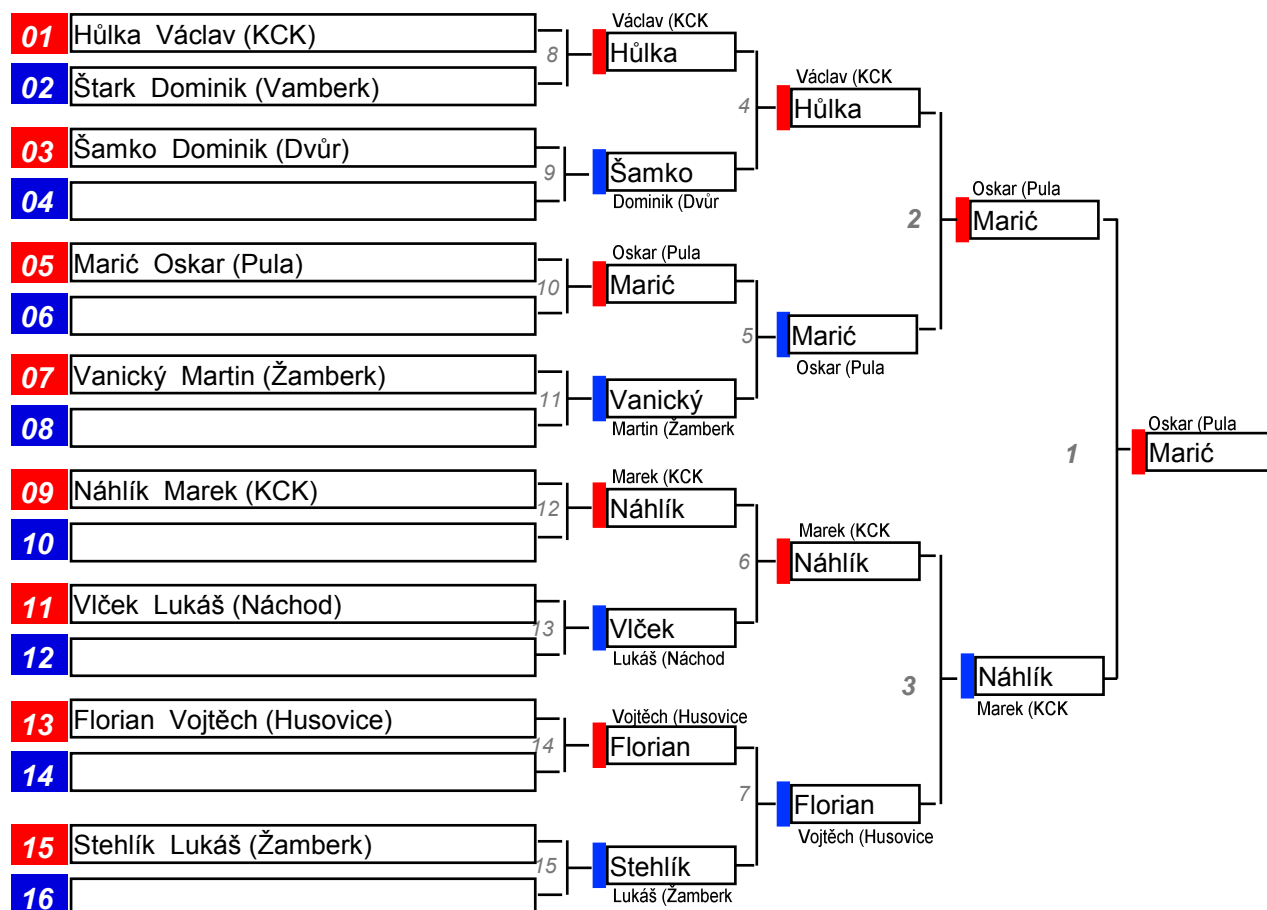 Václav (KCK
01 Hůlka Václav (KCK)
8
Hůlka
02 Štark Dominik (Vamberk)
Václav (KCK
4
Hůlka
03 Šamko Dominik (Dvůr)
9
Šamko
04
Dominik (Dvůr
Oskar (Pula
2
Marić
05 Marić Oskar (Pula)
Oskar (Pula
10
Marić
06
5
Marić
Oskar (Pula
07 Vanický Martin (Žamberk)
11
Vanický
08
Martin (Žamberk
Oskar (Pula
1
Marić
09 Náhlík Marek (KCK)
Marek (KCK
12
Náhlík
10
Marek (KCK
6
Náhlík
11 Vlček Lukáš (Náchod)
13
Vlček
12
Lukáš (Náchod
3
Náhlík
Marek (KCK
13 Florian Vojtěch (Husovice)
Vojtěch (Husovice
14
Florian
14
7
Florian
Vojtěch (Husovice
15 Stehlík Lukáš (Žamberk)
15
Stehlík
16
Lukáš (Žamberk